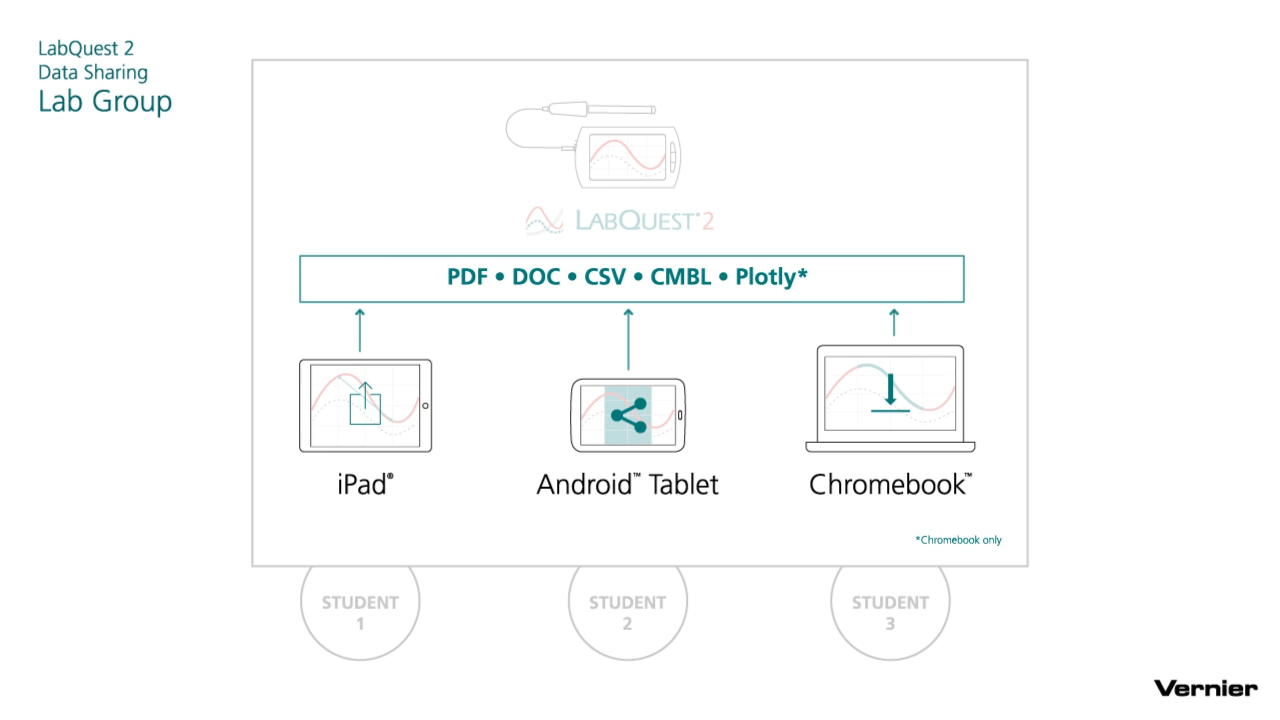 LabQuest 2
Data Sharing
Lab Group
LABQUEST® 2
PDF • DOC • CSV • CMBL • Plotly*
iPad®
Android™ Tablet
Chromebook™
*Chromebook only
STUDENT
1
STUDENT
2
STUDENT
3
Vernier